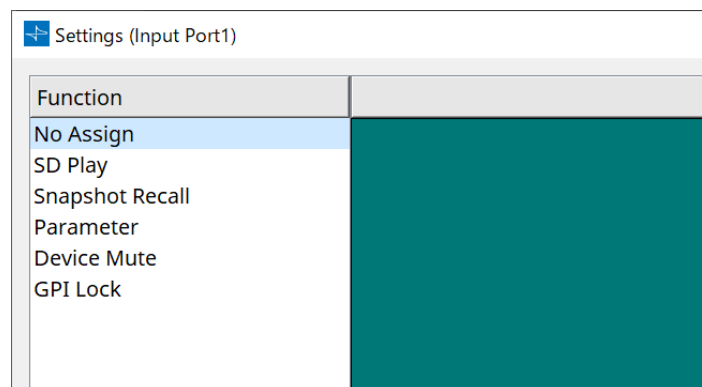 Settings (Input Port1)
Function
No Assign
SD Play
Snapshot Recall
Parameter
Device Mute
GPI Lock